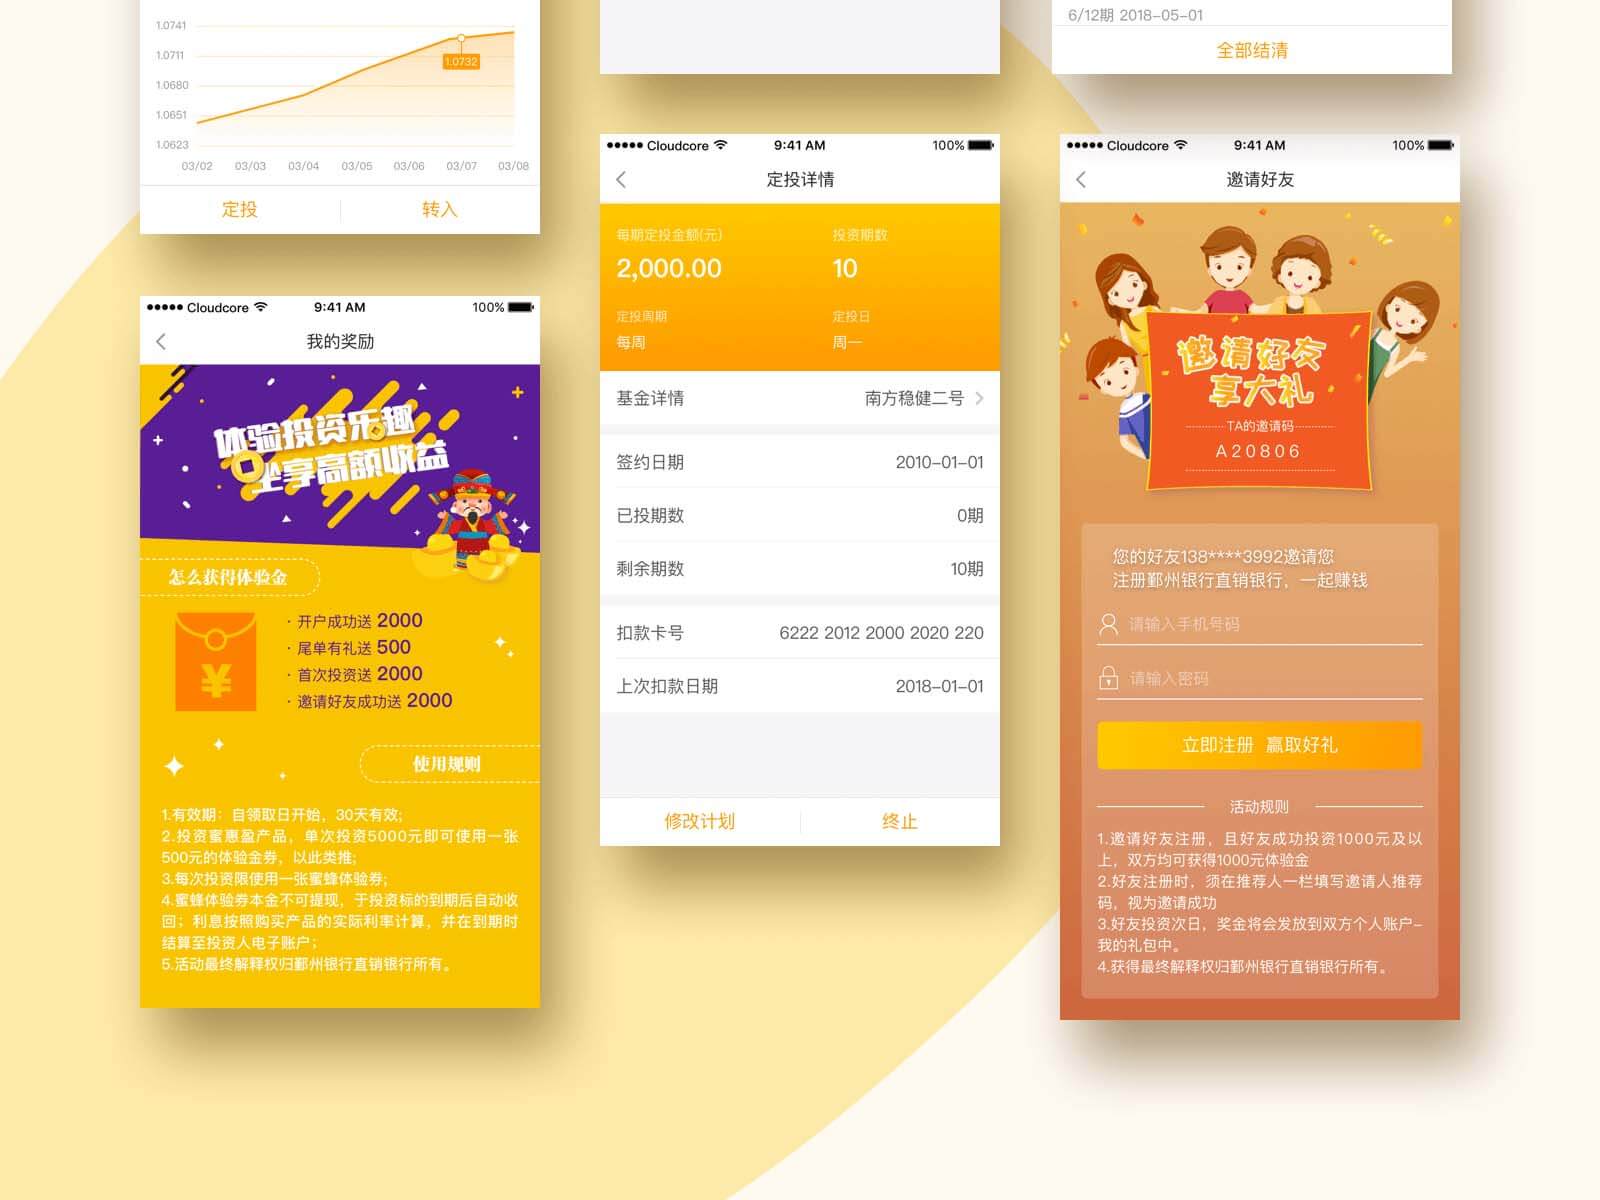 1.0741
1.0711
1.0680
1.0651
1.0623
1.0732
03/02 03/03 03/04 03/05 03/06 03/07 03/08
定投 转入
6/12期 2018-05-01
全部结清
Cloudcore 9:41 AM 100%
我的奖励
体验投资乐趣
坐享高额收益
怎么获得体验金
· 开户成功送 2000
· 尾单有礼送 500
· 首次投资送 2000
· 邀请好友成功送 2000
¥
使用规则
1.有效期：自领取日开始，30天有效;
2.投资蜜惠盈产品，单次投资5000元即可使用一张
500元的体验金券，以此类推;
3.每次投资限使用一张蜜蜂体验券;
4.蜜蜂体验券本金不可提现，于投资标的到期后自动收
回；利息按照购买产品的实际利率计算，并在到期时
结算至投资人电子账户；
5.活动最终解释权归鄞州银行直销银行所有。
Cloudcore 9:41 AM 100%
定投详情
每期定投金额(元) 投资期数
2,000.00 10
定投周期 定投日
每周 周一
基金详情 南方稳健二号
签约日期 2010-01-01
已投期数 0期
剩余期数 10期
扣款卡号 6222 2012 2000 2020 220
上次扣款日期 2018-01-01
修改计划 终止
Cloudcore 9:41 AM 100%
邀请好友
邀请好友
享大礼
TA的邀请码
A20806
您的好友138****3992邀请您
注册鄞州银行直销银行，一起赚钱
请输入手机号码
请输入密码
立即注册 赢取好礼
活动规则
1.邀请好友注册，且好友成功投资1000元及以
上，双方均可获得1000元体验金
2.好友注册时，须在推荐人一栏填写邀请人推荐
码，视为邀请成功
3.好友投资次日，奖金将会发放到双方个人账户-
我的礼包中。
4.获得最终解释权归鄞州银行直销银行所有。